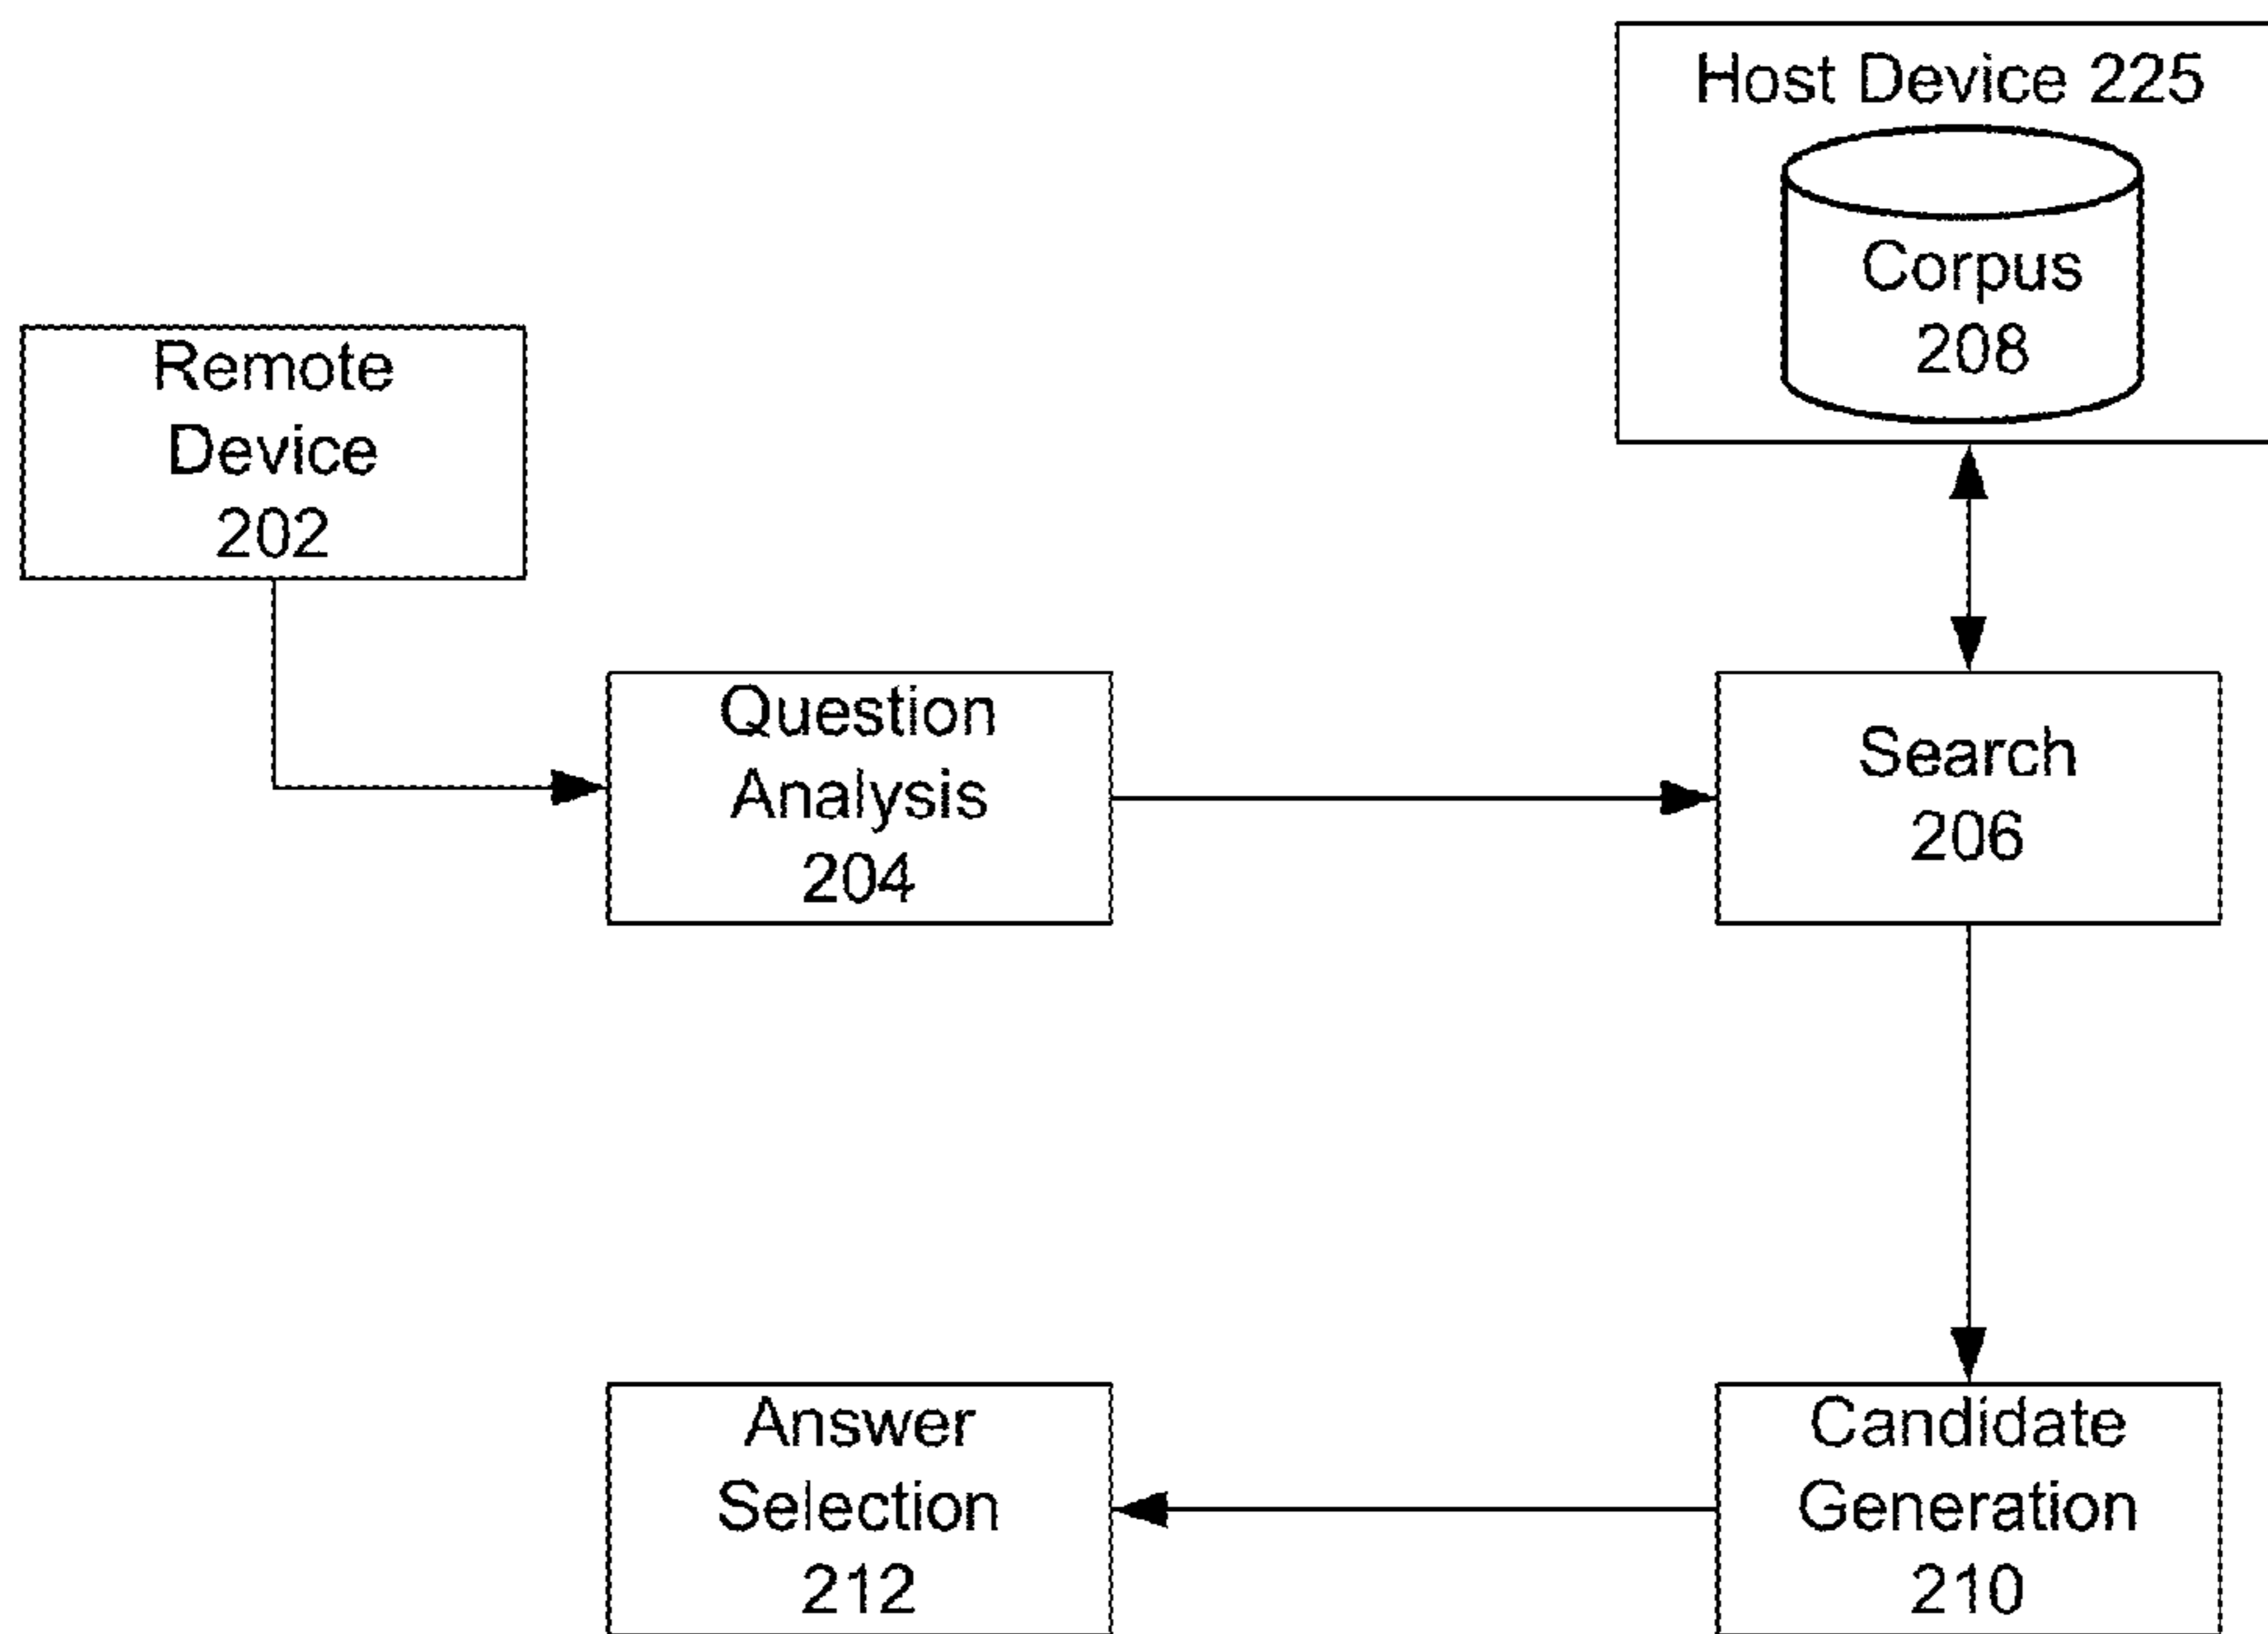 Host Device 225
Corpus
208
Remote
Device
202
Question
Analysis
204
Search
206
Answer
Selection
212
Candidate
Generation
210